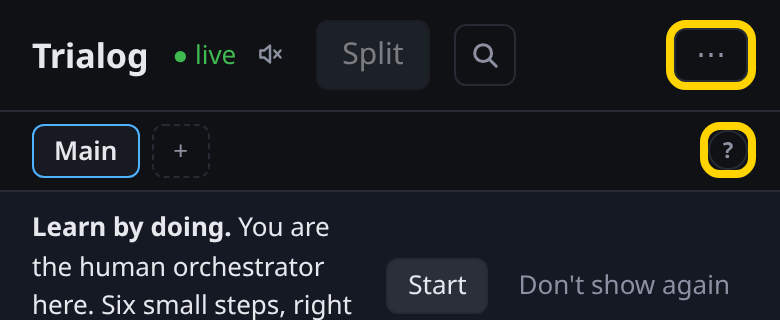 Trialog ● live Split ⋯
Main + ?
Learn by doing. You are
the human orchestrator
here. Six small steps, right
Start Don't show again